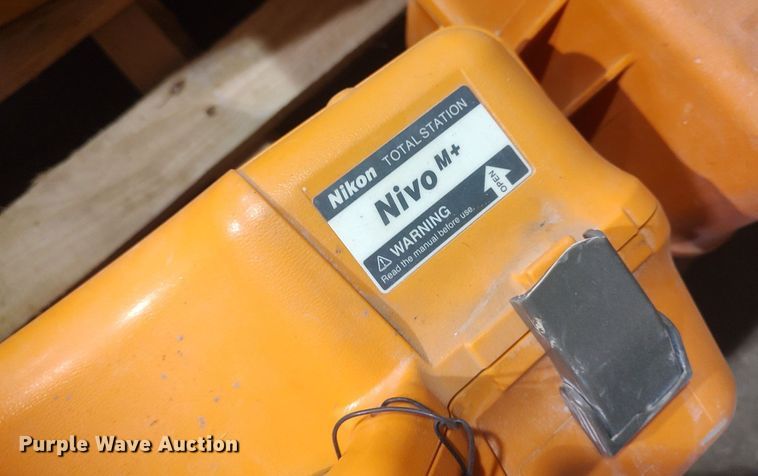 Nikon TOTAL STATION
Nivo M+
OPEN
WARNING
Read the manual before use.
Purple Wave Auction